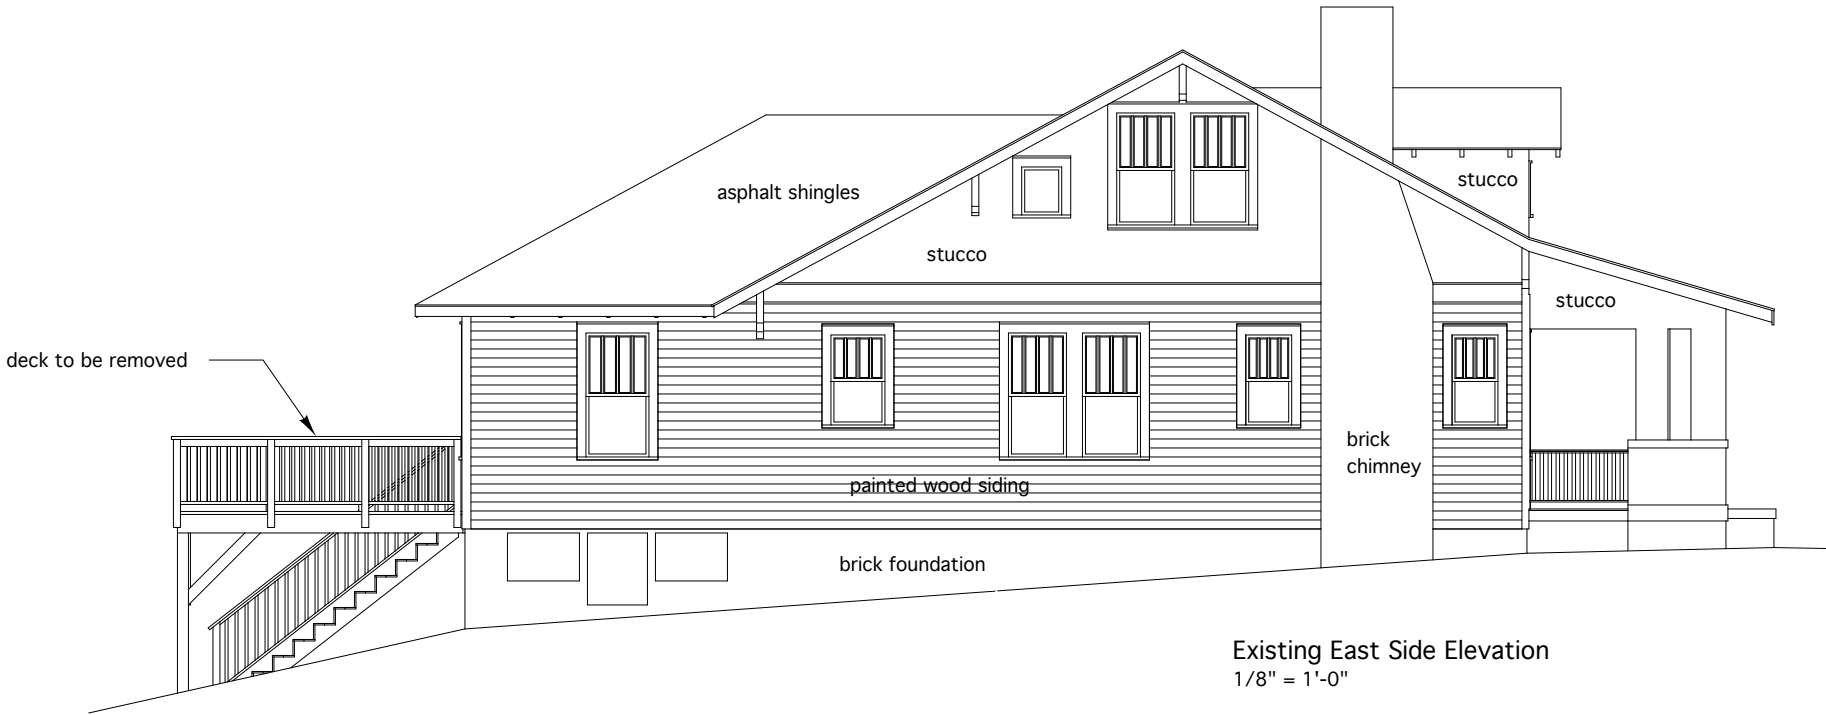 asphalt shingles
stucco
stucco
stucco
deck to be removed
brick
chimney
painted wood siding
brick foundation
Existing East Side Elevation
1/8" = 1'-0"